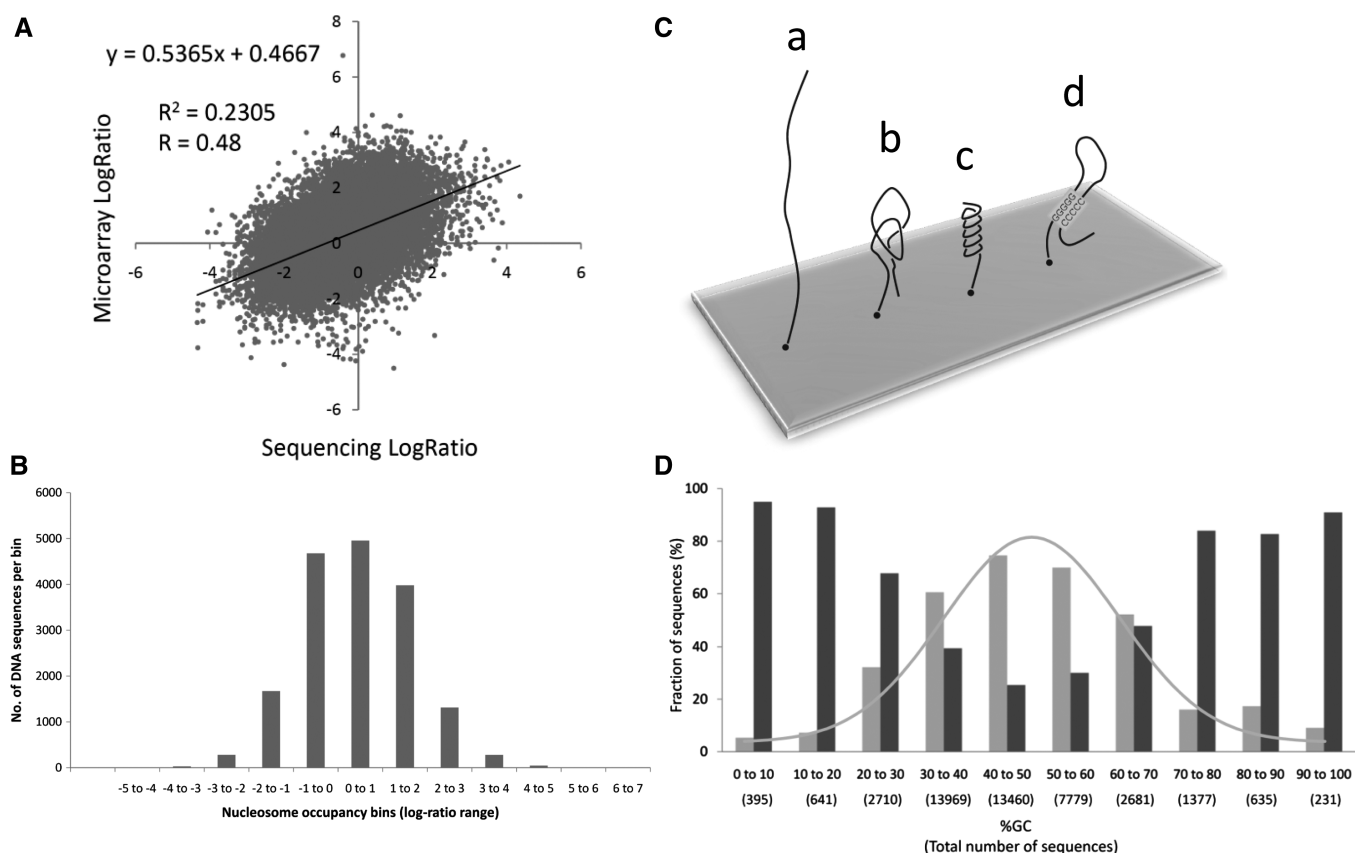 A
y = 0.5365x + 0.4667
R² = 0.2305
R = 0.48
8
6
4
2
0
-2
-4
-6
-6
-4
-2
0
2
4
6
Microarray LogRatio
Sequencing LogRatio
B
6000
5000
4000
3000
2000
1000
0
No. of DNA sequences per bin
-5 to -4 -4 to -3 -3 to -2 -2 to -1 -1 to 0 0 to 1 1 to 2 2 to 3 3 to 4 4 to 5 5 to 6 6 to 7
Nucleosome occupancy bins (log-ratio range)
C
a
b
c
d
GGGGG
CCCCC
D
100
80
60
40
20
0
Fraction of sequences (%)
0 to 10 10 to 20 20 to 30 30 to 40 40 to 50 50 to 60 60 to 70 70 to 80 80 to 90 90 to 100
(395) (641) (2710) (13969) (13460) (7779) (2681) (1377) (635) (231)
%GC
(Total number of sequences)